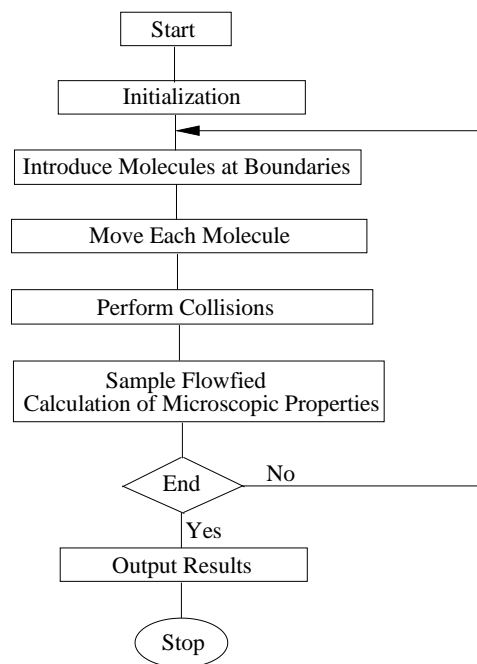 Start
Initialization
Introduce Molecules at Boundaries
Move Each Molecule
Perform Collisions
Sample Flowfied
Calculation of Microscopic Properties
End
No
Yes
Output Results
Stop